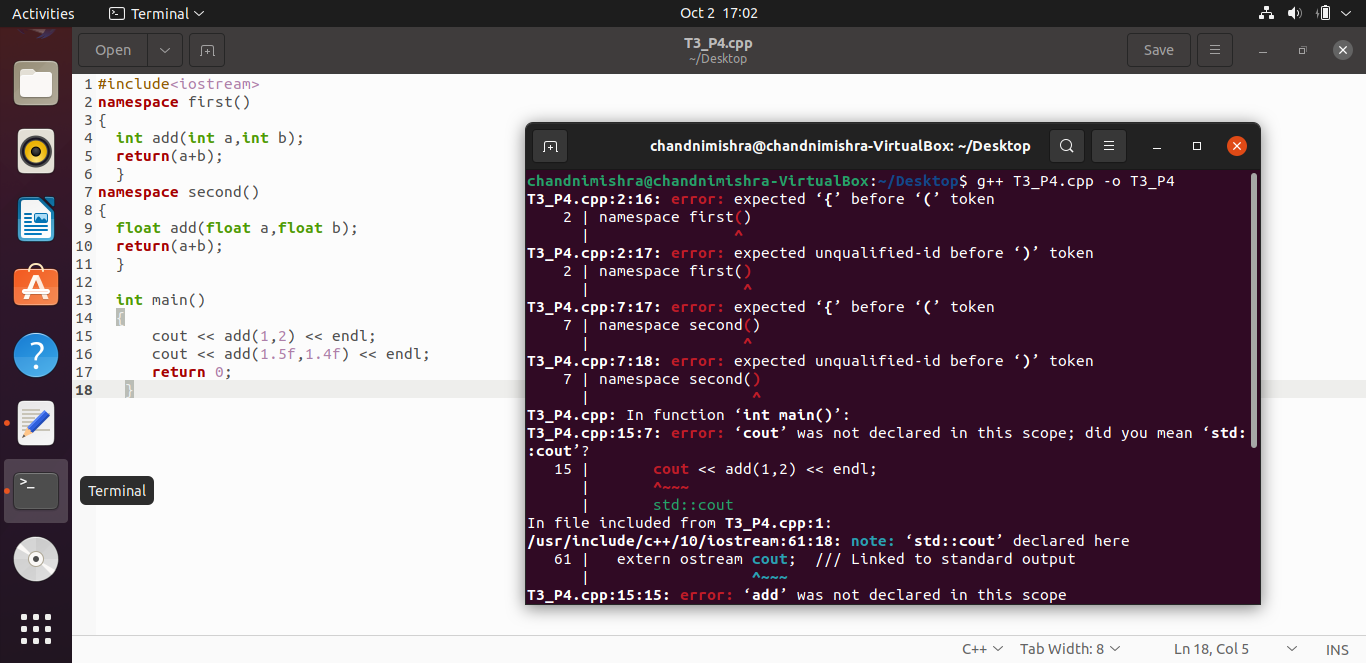 Activities
Terminal
Oct 2 17:02
Open
T3_P4.cpp
~/Desktop
Save
1 #include<iostream>
2 namespace first()
3 {
4 int add(int a,int b);
5 return(a+b);
6 }
7 namespace second()
8 {
9 float add(float a,float b);
10 return(a+b);
11 }
12
13 int main()
14 {
15 cout << add(1,2) << endl;
16 cout << add(1.5f,1.4f) << endl;
17 return 0;
18 }
chandnimishra@chandnimishra-VirtualBox: ~/Desktop
chandnimishra@chandnimishra-VirtualBox:~/Desktop$ g++ T3_P4.cpp -o T3_P4
T3_P4.cpp:2:16: error: expected ‘{’ before ‘(’ token
2 | namespace first()
| ^
T3_P4.cpp:2:17: error: expected unqualified-id before ‘)’ token
2 | namespace first()
| ^
T3_P4.cpp:7:17: error: expected ‘{’ before ‘(’ token
7 | namespace second()
| ^
T3_P4.cpp:7:18: error: expected unqualified-id before ‘)’ token
7 | namespace second()
| ^
T3_P4.cpp: In function ‘int main()’:
T3_P4.cpp:15:7: error: ‘cout’ was not declared in this scope; did you mean ‘std:
:cout’?
15 | cout << add(1,2) << endl;
| ^~~~
| std::cout
In file included from T3_P4.cpp:1:
/usr/include/c++/10/iostream:61:18: note: ‘std::cout’ declared here
61 | extern ostream cout; /// Linked to standard output
| ^~~~
T3_P4.cpp:15:15: error: ‘add’ was not declared in this scope
Terminal
C++
Tab Width: 8
Ln 18, Col 5
INS